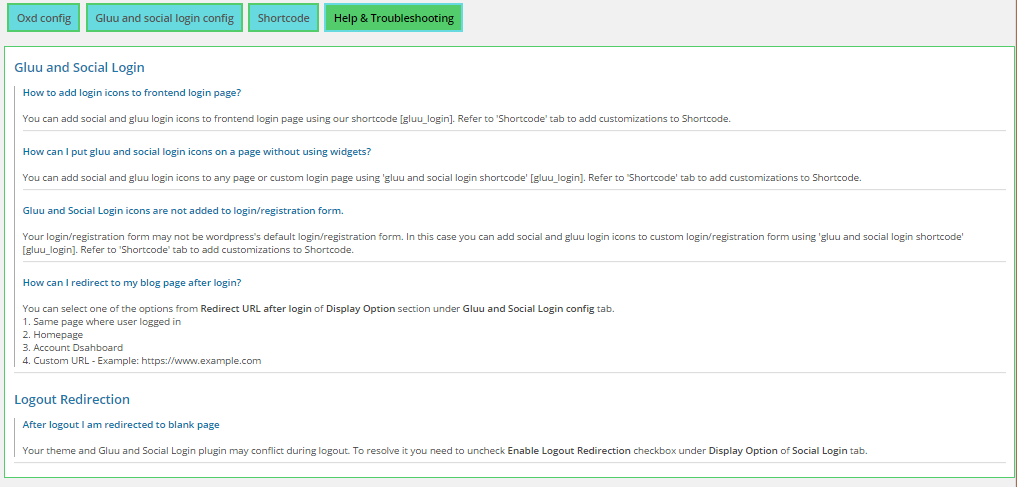 Oxd config
Gluu and social login config
Shortcode
Help & Troubleshooting
Gluu and Social Login
How to add login icons to frontend login page?
You can add social and gluu login icons to frontend login page using our shortcode [gluu_login]. Refer to 'Shortcode' tab to add customizations to Shortcode.
How can I put gluu and social login icons on a page without using widgets?
You can add social and gluu login icons to any page or custom login page using 'gluu and social login shortcode' [gluu_login]. Refer to 'Shortcode' tab to add customizations to Shortcode.
Gluu and Social Login icons are not added to login/registration form.
Your login/registration form may not be wordpress's default login/registration form. In this case you can add social and gluu login icons to custom login/registration form using 'gluu and social login shortcode'
[gluu_login]. Refer to 'Shortcode' tab to add customizations to Shortcode.
How can I redirect to my blog page after login?
You can select one of the options from Redirect URL after login of Display Option section under Gluu and Social Login config tab.
1. Same page where user logged in
2. Homepage
3. Account Dsahboard
4. Custom URL - Example: https://www.example.com
Logout Redirection
After logout I am redirected to blank page
Your theme and Gluu and Social Login plugin may conflict during logout. To resolve it you need to uncheck Enable Logout Redirection checkbox under Display Option of Social Login tab.